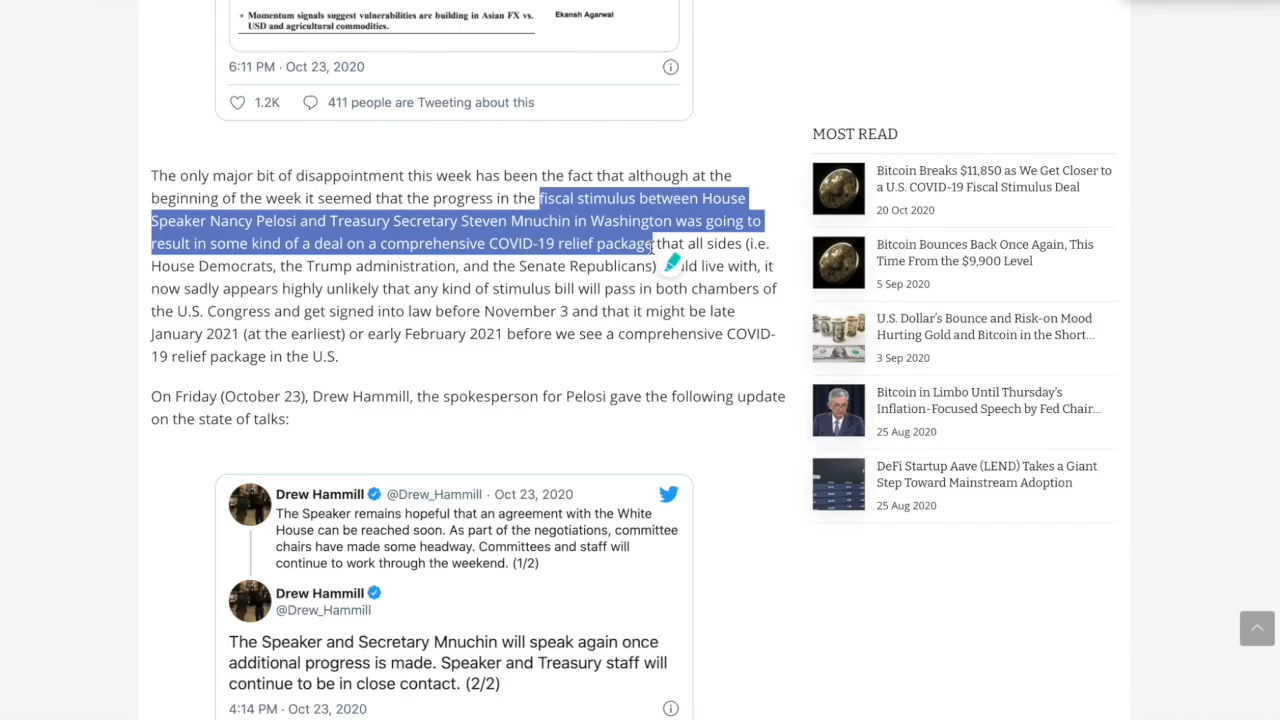 • Momentum signals suggest vulnerabilities are building in Asian FX vs.
USD and agricultural commodities.
Ekansh Agarwal
6:11 PM · Oct 23, 2020
1.2K 411 people are Tweeting about this
The only major bit of disappointment this week has been the fact that although at the
beginning of the week it seemed that the progress in the fiscal stimulus between House
Speaker Nancy Pelosi and Treasury Secretary Steven Mnuchin in Washington was going to
result in some kind of a deal on a comprehensive COVID-19 relief package that all sides (i.e.
House Democrats, the Trump administration, and the Senate Republicans) live with, it
now sadly appears highly unlikely that any kind of stimulus bill will pass in both chambers of
the U.S. Congress and get signed into law before November 3 and that it might be late
January 2021 (at the earliest) or early February 2021 before we see a comprehensive COVID-
19 relief package in the U.S.
On Friday (October 23), Drew Hammill, the spokesperson for Pelosi gave the following update
on the state of talks:
Drew Hammill @Drew_Hammill · Oct 23, 2020
The Speaker remains hopeful that an agreement with the White
House can be reached soon. As part of the negotiations, committee
chairs have made some headway. Committees and staff will
continue to work through the weekend. (1/2)
Drew Hammill
@Drew_Hammill
The Speaker and Secretary Mnuchin will speak again once
additional progress is made. Speaker and Treasury staff will
continue to be in close contact. (2/2)
4:14 PM · Oct 23, 2020
MOST READ
Bitcoin Breaks $11,850 as We Get Closer to
a U.S. COVID-19 Fiscal Stimulus Deal
20 Oct 2020
Bitcoin Bounces Back Once Again, This
Time From the $9,900 Level
5 Sep 2020
U.S. Dollar's Bounce and Risk-on Mood
Hurting Gold and Bitcoin in the Short...
3 Sep 2020
Bitcoin in Limbo Until Thursday's
Inflation-Focused Speech by Fed Chair...
25 Aug 2020
DeFi Startup Aave (LEND) Takes a Giant
Step Toward Mainstream Adoption
25 Aug 2020